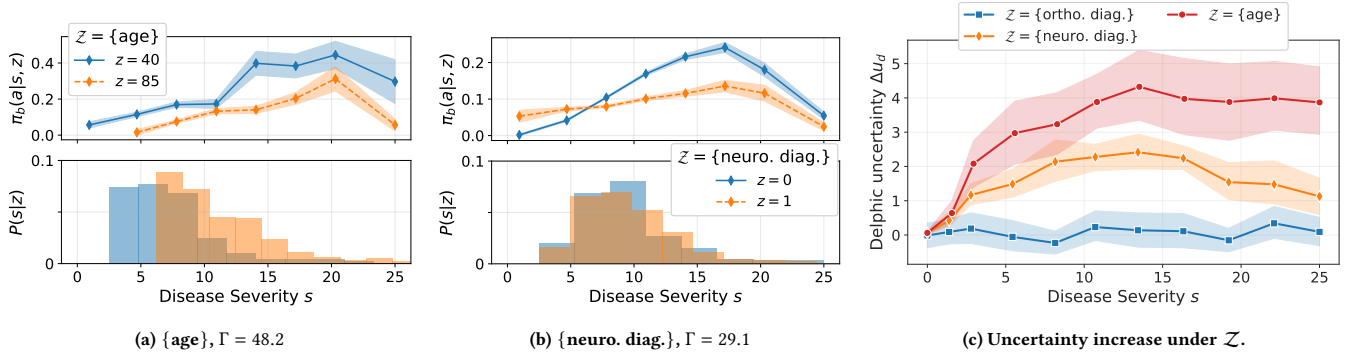 𝒵 = {age}
z = 40
z = 85
π_b(a|s, z)
0.4
0.2
0.0
P(s|z)
0.1
0
0 5 10 15 20 25
Disease Severity s
(a) {age}, Γ = 48.2
π_b(a|s, z)
0.2
0.1
0.0
𝒵 = {neuro. diag.}
z = 0
z = 1
P(s|z)
0.1
0
0 5 10 15 20 25
Disease Severity s
(b) {neuro. diag.}, Γ = 29.1
𝒵 = {ortho. diag.}
𝒵 = {neuro. diag.}
𝒵 = {age}
Delphic uncertainty Δu_d
5
4
3
2
1
0
0 5 10 15 20 25
Disease Severity s
(c) Uncertainty increase under 𝒵.